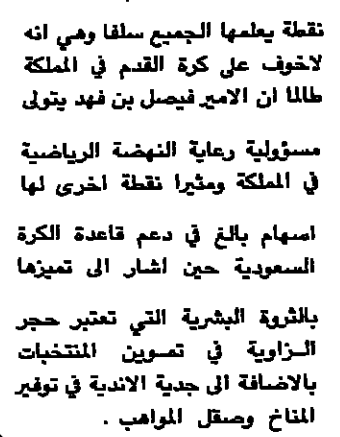 نقطة يعلمها الجميع سلفا وهي انه
لاخوف على كرة القدم في المملكة
طالما ان الامير فيصل بن فهد يتولى
مسؤولية رعاية النهضة الرياضية
في المملكة ومثيرا نقطة اخرى لها
اسهام بالغ في دعم قاعدة الكرة
السعودية حين اشار الى تميزها
بالثروة البشرية التي تعتبر حجر
الـزاوية في تمـوين المنتخبات
بالاضافة الى جدية الاندية في توفير
المناخ وصقل المواهب .